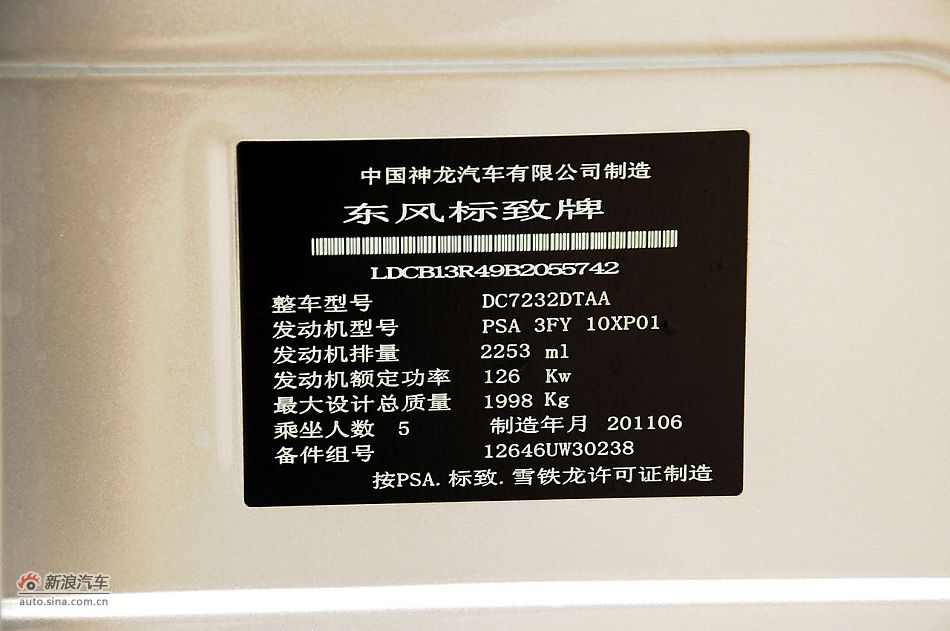 中国神龙汽车有限公司制造
东风标致牌
LDCB13R49B2055742
整车型号 DC7232DTAA
发动机型号 PSA 3FY 10XP01
发动机排量 2253 ml
发动机额定功率 126 Kw
最大设计总质量 1998 Kg
乘坐人数 5 制造年月 201106
备件组号 12646UW30238
按PSA.标致.雪铁龙许可证制造
新浪汽车
auto.sina.com.cn